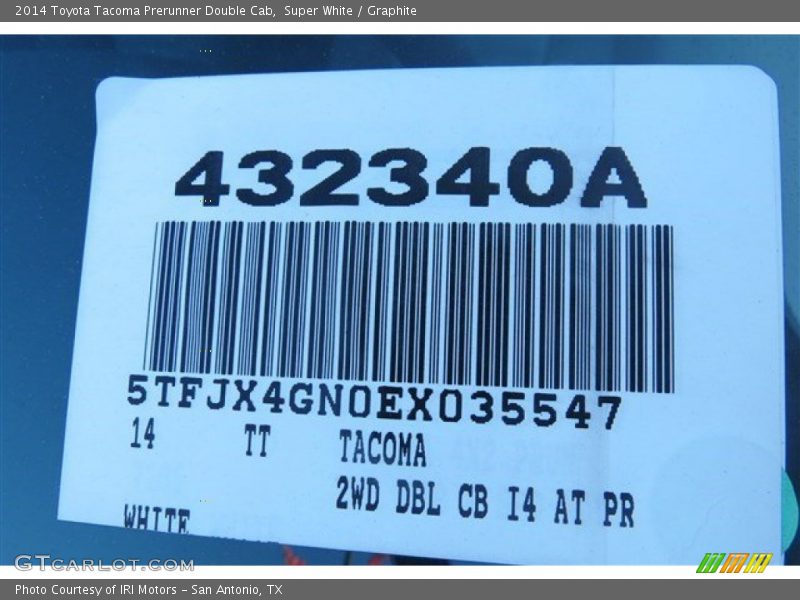 2014 Toyota Tacoma Prerunner Double Cab, Super White / Graphite
432340A
5TFJX4GN0EX035547
14 TT TACOMA
2WD DBL CB I4 AT PR
WHITE
GTCARLOT.COM
Photo Courtesy of IRI Motors - San Antonio, TX